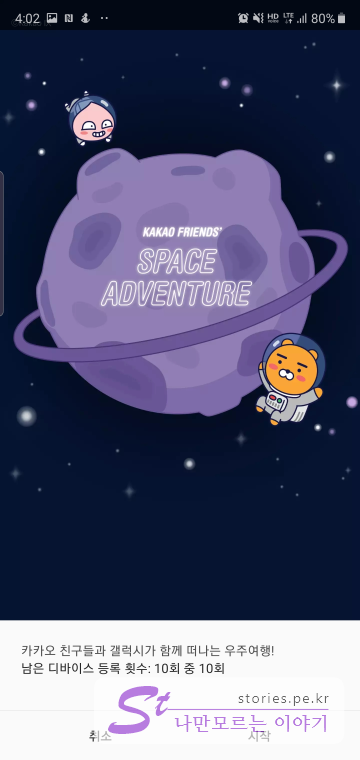 4:02 HD LTE 80%
KAKAO FRIENDS'
SPACE
ADVENTURE
카카오 친구들과 갤럭시가 함께 떠나는 우주여행!
남은 디바이스 등록 횟수: 10회 중 10회
취소 시작
St stories.pe.kr
나만모르는 이야기